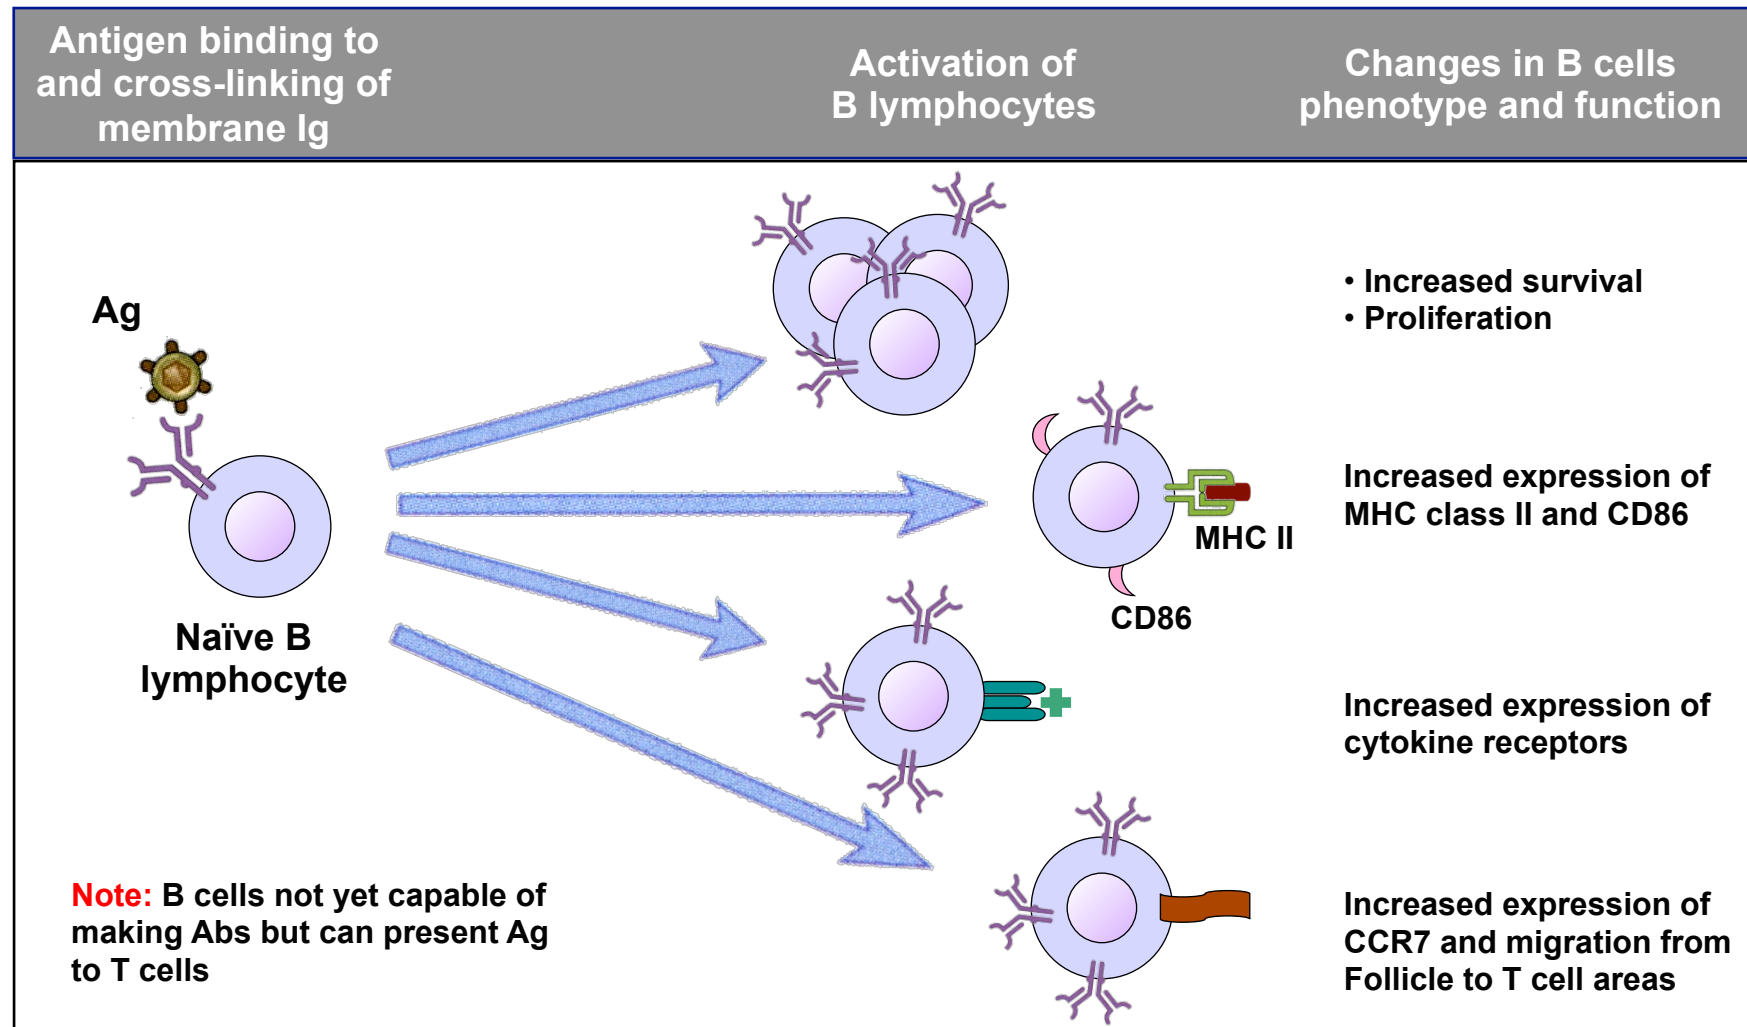 Antigen binding to
and cross-linking of
membrane Ig
Activation of
B lymphocytes
Changes in B cells
phenotype and function
Ag
Naïve B
lymphocyte
• Increased survival
• Proliferation
MHC II
CD86
Increased expression of
MHC class II and CD86
Increased expression of
cytokine receptors
Note: B cells not yet capable of
making Abs but can present Ag
to T cells
Increased expression of
CCR7 and migration from
Follicle to T cell areas